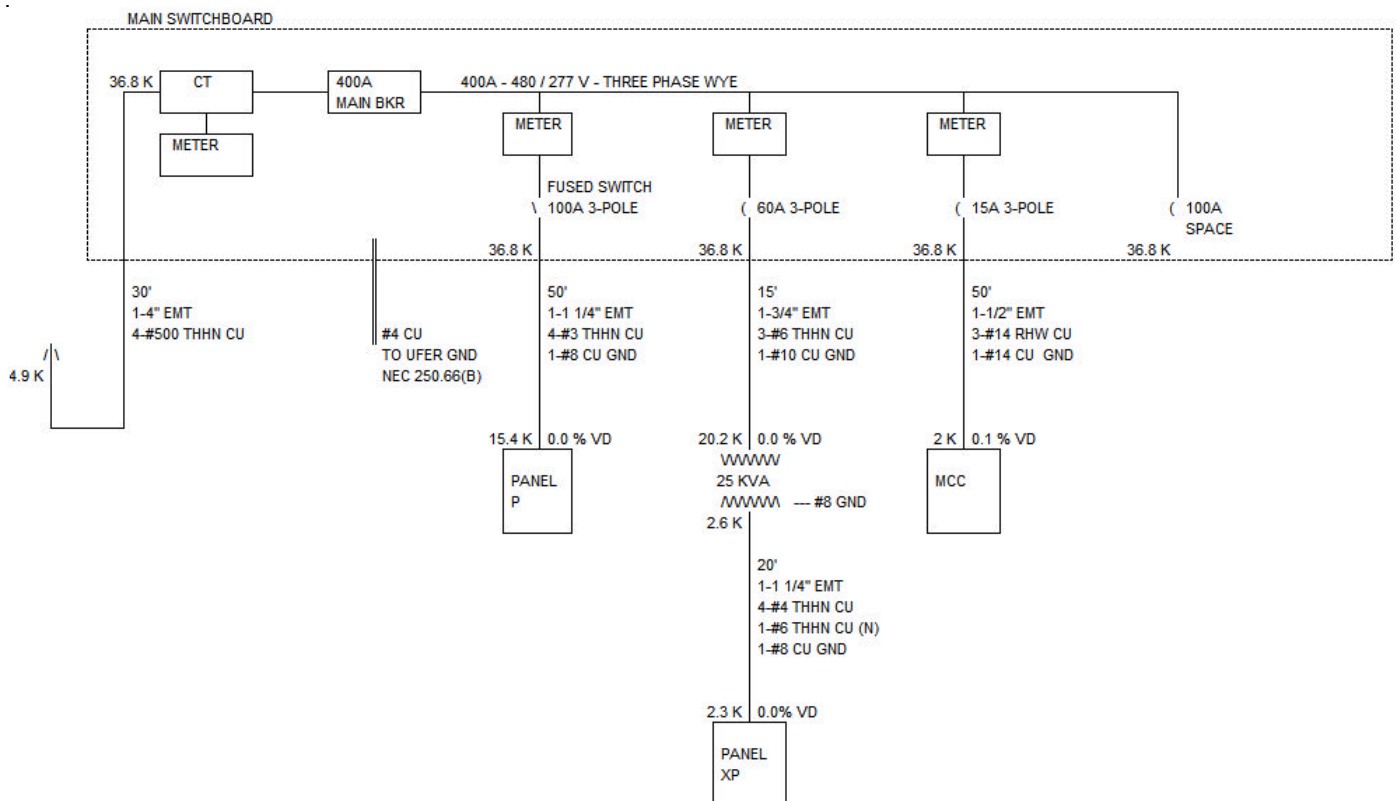 MAIN SWITCHBOARD
36.8 K
CT
METER
400A
MAIN BKR
400A - 480 / 277 V - THREE PHASE WYE
METER
METER
METER
FUSED SWITCH
\ 100A 3-POLE
( 60A 3-POLE
( 15A 3-POLE
( 100A
SPACE
36.8 K
36.8 K
36.8 K
36.8 K
30'
1-4" EMT
4-#500 THHN CU
/ \
4.9 K
#4 CU
TO UFER GND
NEC 250.66(B)
50'
1-1 1/4" EMT
4-#3 THHN CU
1-#8 CU GND
15'
1-3/4" EMT
3-#6 THHN CU
1-#10 CU GND
50'
1-1/2" EMT
3-#14 RHW CU
1-#14 CU GND
15.4 K 0.0 % VD
PANEL
P
20.2 K 0.0 % VD
25 KVA
--- #8 GND
2.6 K
2 K 0.1 % VD
MCC
20'
1-1 1/4" EMT
4-#4 THHN CU
1-#6 THHN CU (N)
1-#8 CU GND
2.3 K 0.0% VD
PANEL
XP